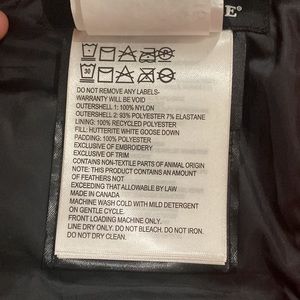 E
30
DO NOT REMOVE ANY LABELS-
WARRANTY WILL BE VOID
OUTERSHELL 1: 100% NYLON
OUTERSHELL 2: 93% POLYESTER 7% ELASTANE
LINING: 100% RECYCLED POLYESTER
FILL: HUTTERITE WHITE GOOSE DOWN
PADDING: 100% POLYESTER
EXCLUSIVE OF EMBROIDERY
EXCLUSIVE OF TRIM
CONTAINS NON-TEXTILE PARTS OF ANIMAL ORIGIN
NOTE: THIS PRODUCT CONTAINS AN AMOUNT
OF FEATHERS NOT
EXCEEDING THAT ALLOWABLE BY LAW
MADE IN CANADA
MACHINE WASH COLD WITH MILD DETERGENT
ON GENTLE CYCLE.
FRONT LOADING MACHINE ONLY.
LINE DRY ONLY. DO NOT BLEACH. DO NOT IRON.
DO NOT DRY CLEAN.